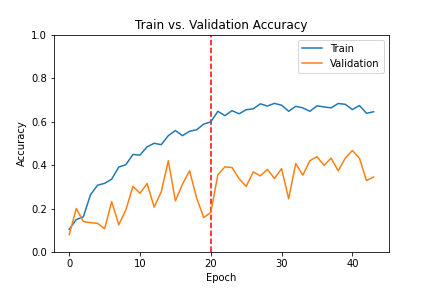 Train vs. Validation Accuracy
1.0
0.8
0.6
0.4
0.2
0.0
Accuracy
Train
Validation
0 10 20 30 40
Epoch